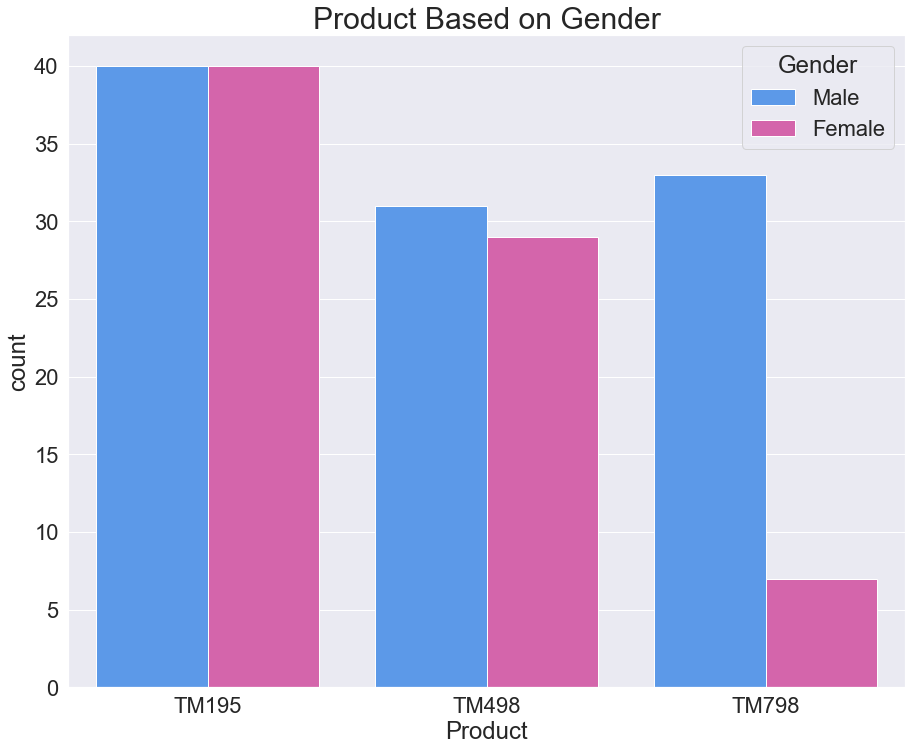 Product Based on Gender
Gender
Male
Female
count
40
35
30
25
20
15
10
5
0
TM195 TM498 TM798
Product